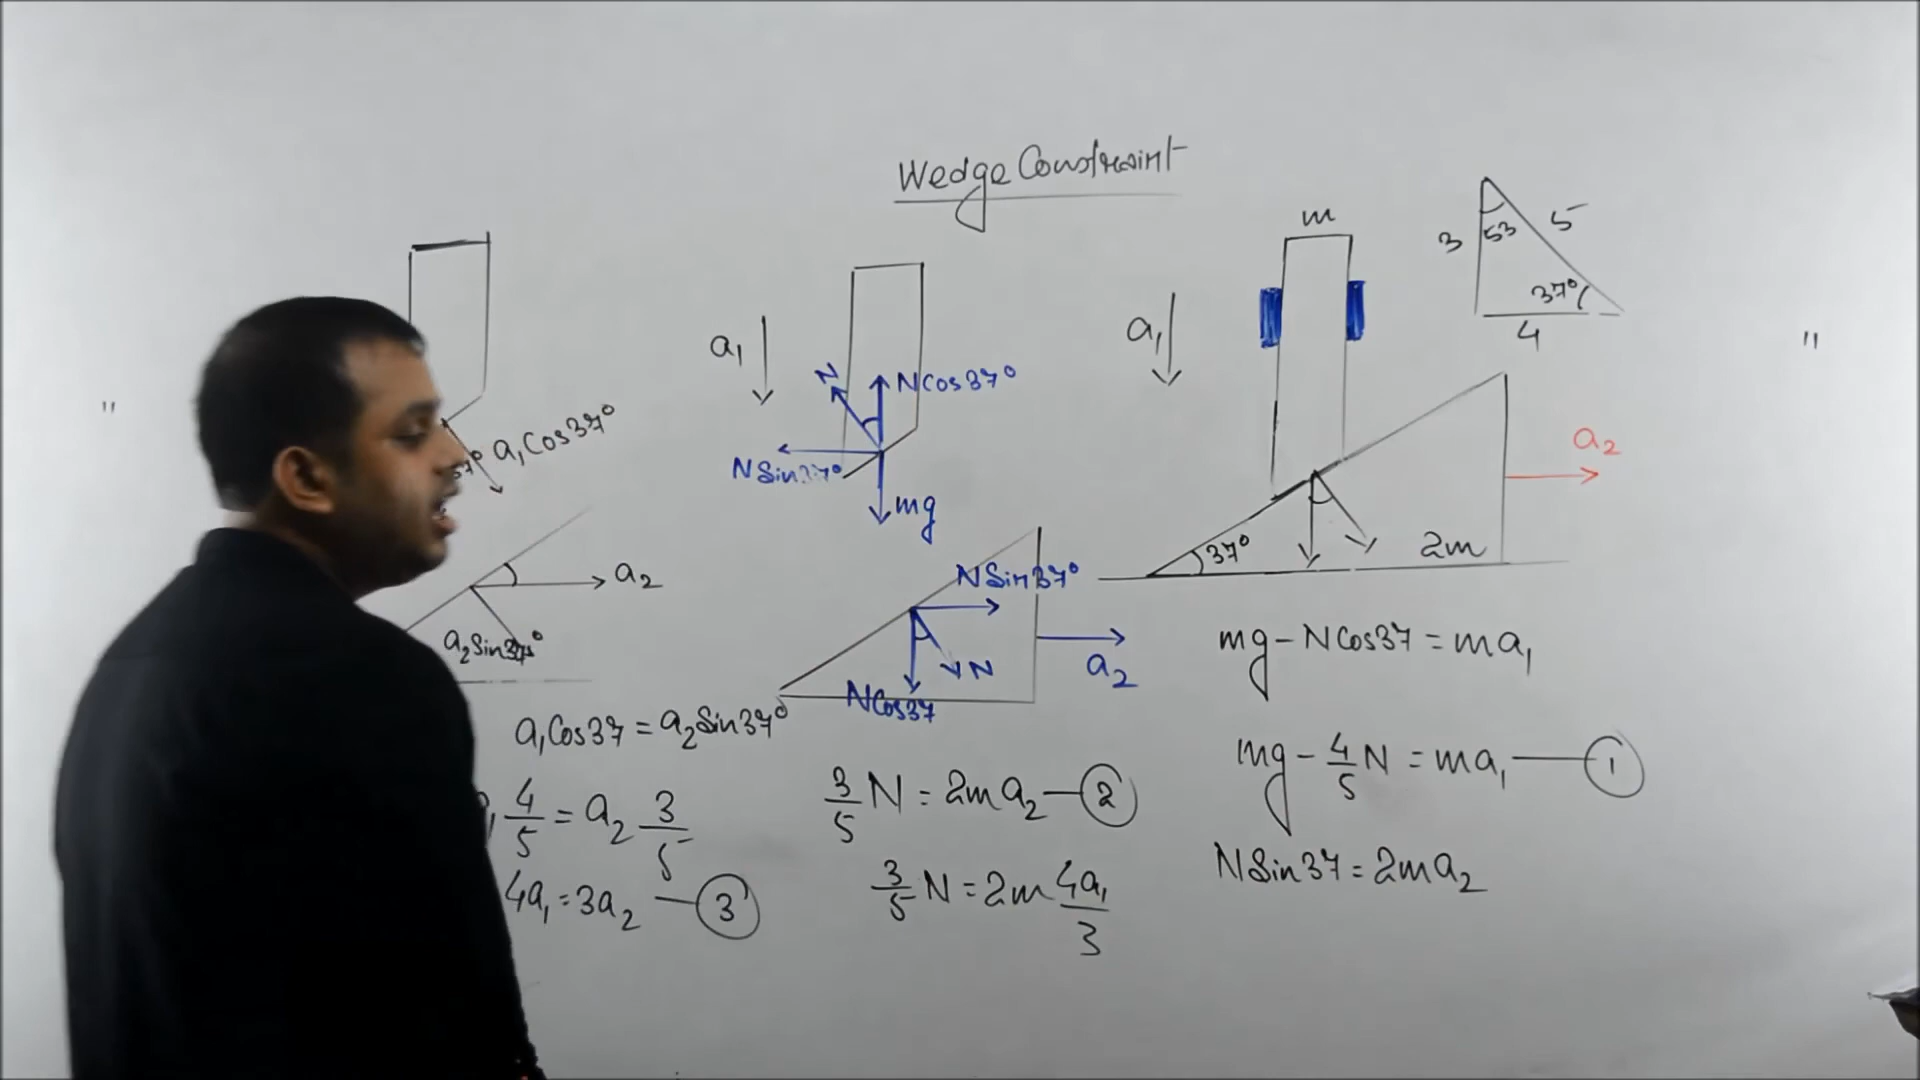 Wedge Constraint
a₁Cos37°
37°
a₂
a₂Sin37°
a₁Cos37 = a₂Sin37°
4/5 = a₂ 3/5
4a₁ = 3a₂ — ③
a₁
N
NCos37°
NSin37°
mg
NSin37°
N
NCos37
a₂
3/5 N = 2ma₂ — ②
3/5 N = 2m 4a₁/3
m
a₁
a₂
37°
2m
3
53
5
37°
4
mg - NCos37 = ma₁
mg - 4/5 N = ma₁ — ①
NSin37 = 2ma₂
"
"